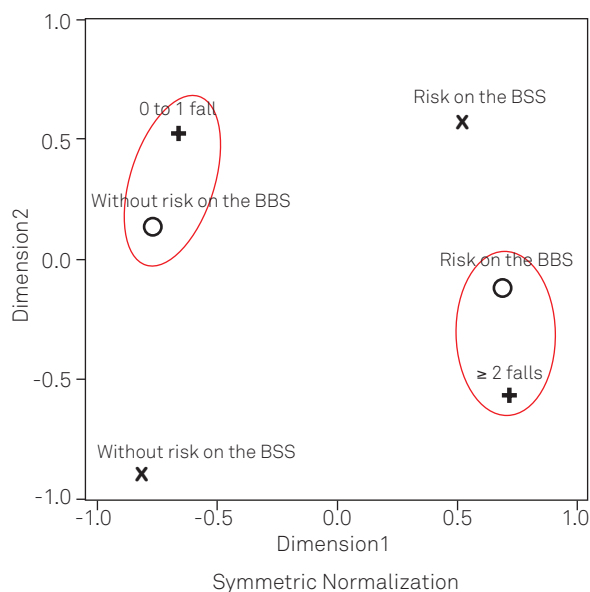 1.0
0 to 1 fall
Risk on the BSS
0.5
Without risk on the BBS
Dimension2
0.0
Risk on the BBS
-0.5
≥ 2 falls
Without risk on the BSS
-1.0
-1.0 -0.5 0.0 0.5 1.0
Dimension1
Symmetric Normalization